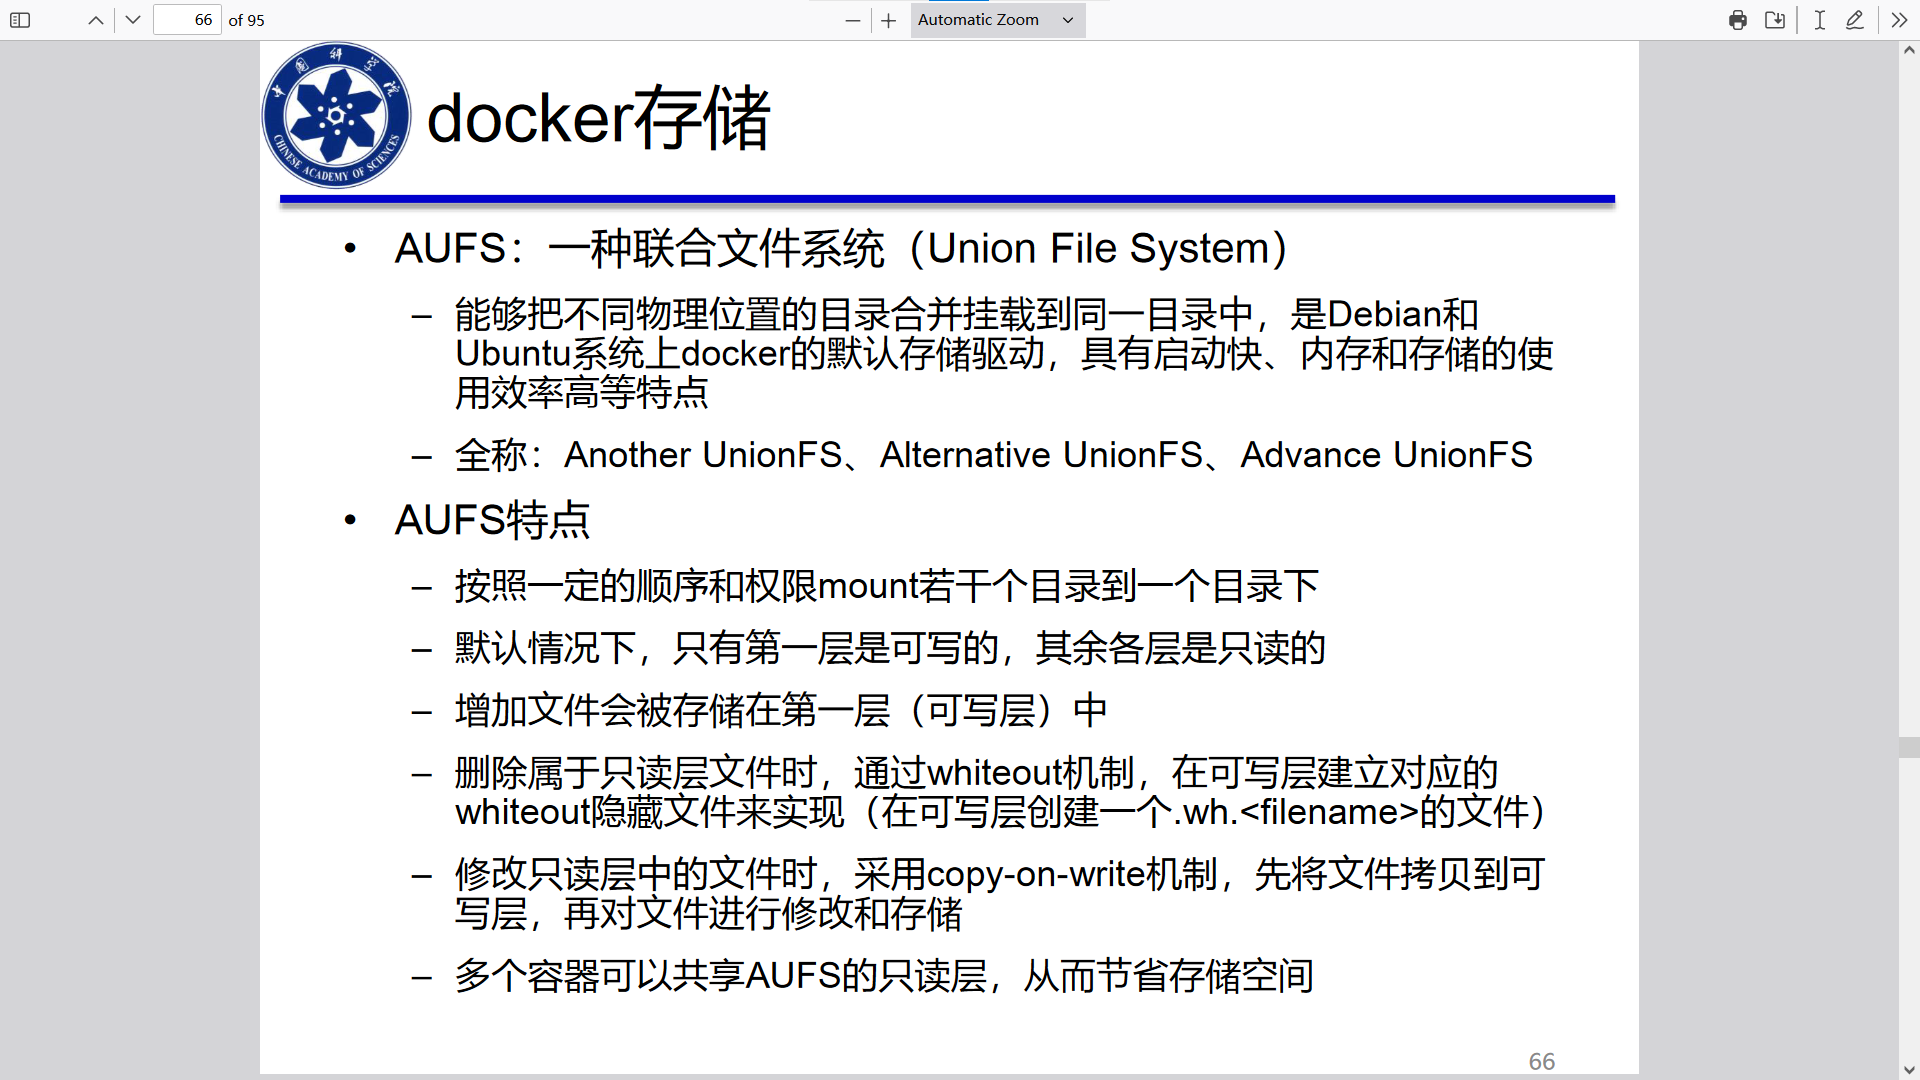 66 of 95
Automatic Zoom
中国科学院
CHINESE ACADEMY OF SCIENCES
docker存储
• AUFS：一种联合文件系统（Union File System）
– 能够把不同物理位置的目录合并挂载到同一目录中，是Debian和
Ubuntu系统上docker的默认存储驱动，具有启动快、内存和存储的使
用效率高等特点
– 全称：Another UnionFS、Alternative UnionFS、Advance UnionFS
• AUFS特点
– 按照一定的顺序和权限mount若干个目录到一个目录下
– 默认情况下，只有第一层是可写的，其余各层是只读的
– 增加文件会被存储在第一层（可写层）中
– 删除属于只读层文件时，通过whiteout机制，在可写层建立对应的
whiteout隐藏文件来实现（在可写层创建一个.wh.<filename>的文件）
– 修改只读层中的文件时，采用copy-on-write机制，先将文件拷贝到可
写层，再对文件进行修改和存储
– 多个容器可以共享AUFS的只读层，从而节省存储空间
66